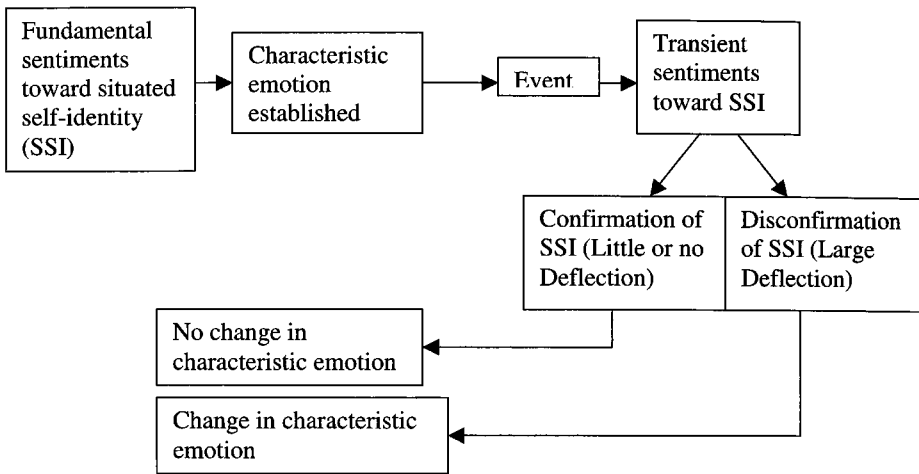 Fundamental
sentiments
toward situated
self-identity
(SSI)
Characteristic
emotion
established
Event
Transient
sentiments
toward SSI
Confirmation of
SSI (Little or no
Deflection)
Disconfirmation
of SSI (Large
Deflection)
No change in
characteristic emotion
Change in characteristic
emotion